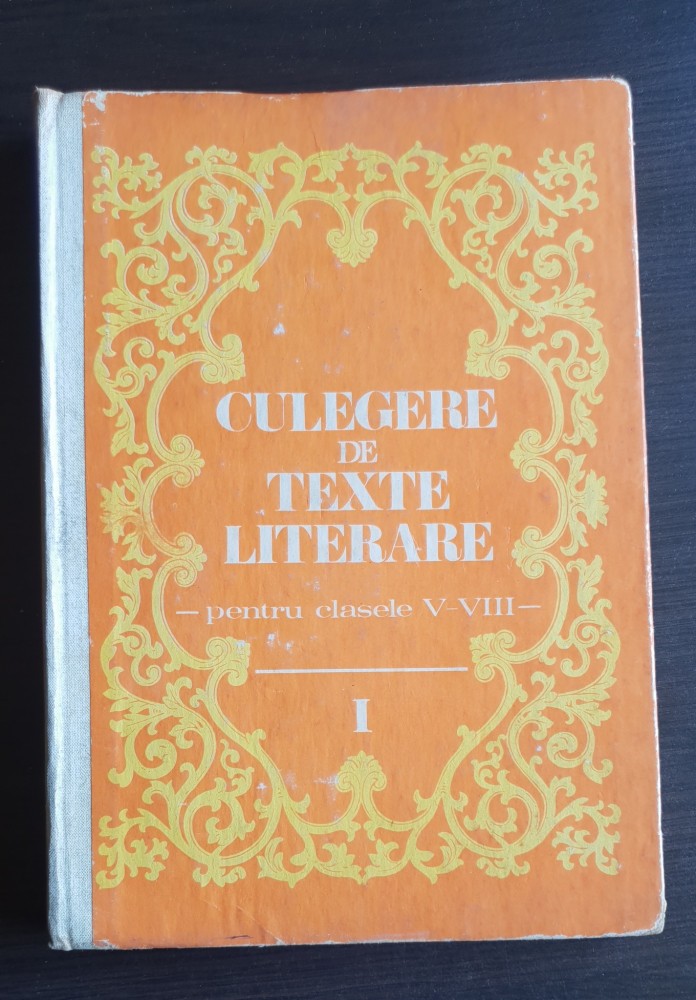 CULEGERE
DE
TEXTE
LITERARE
— pentru clasele V-VIII —
I